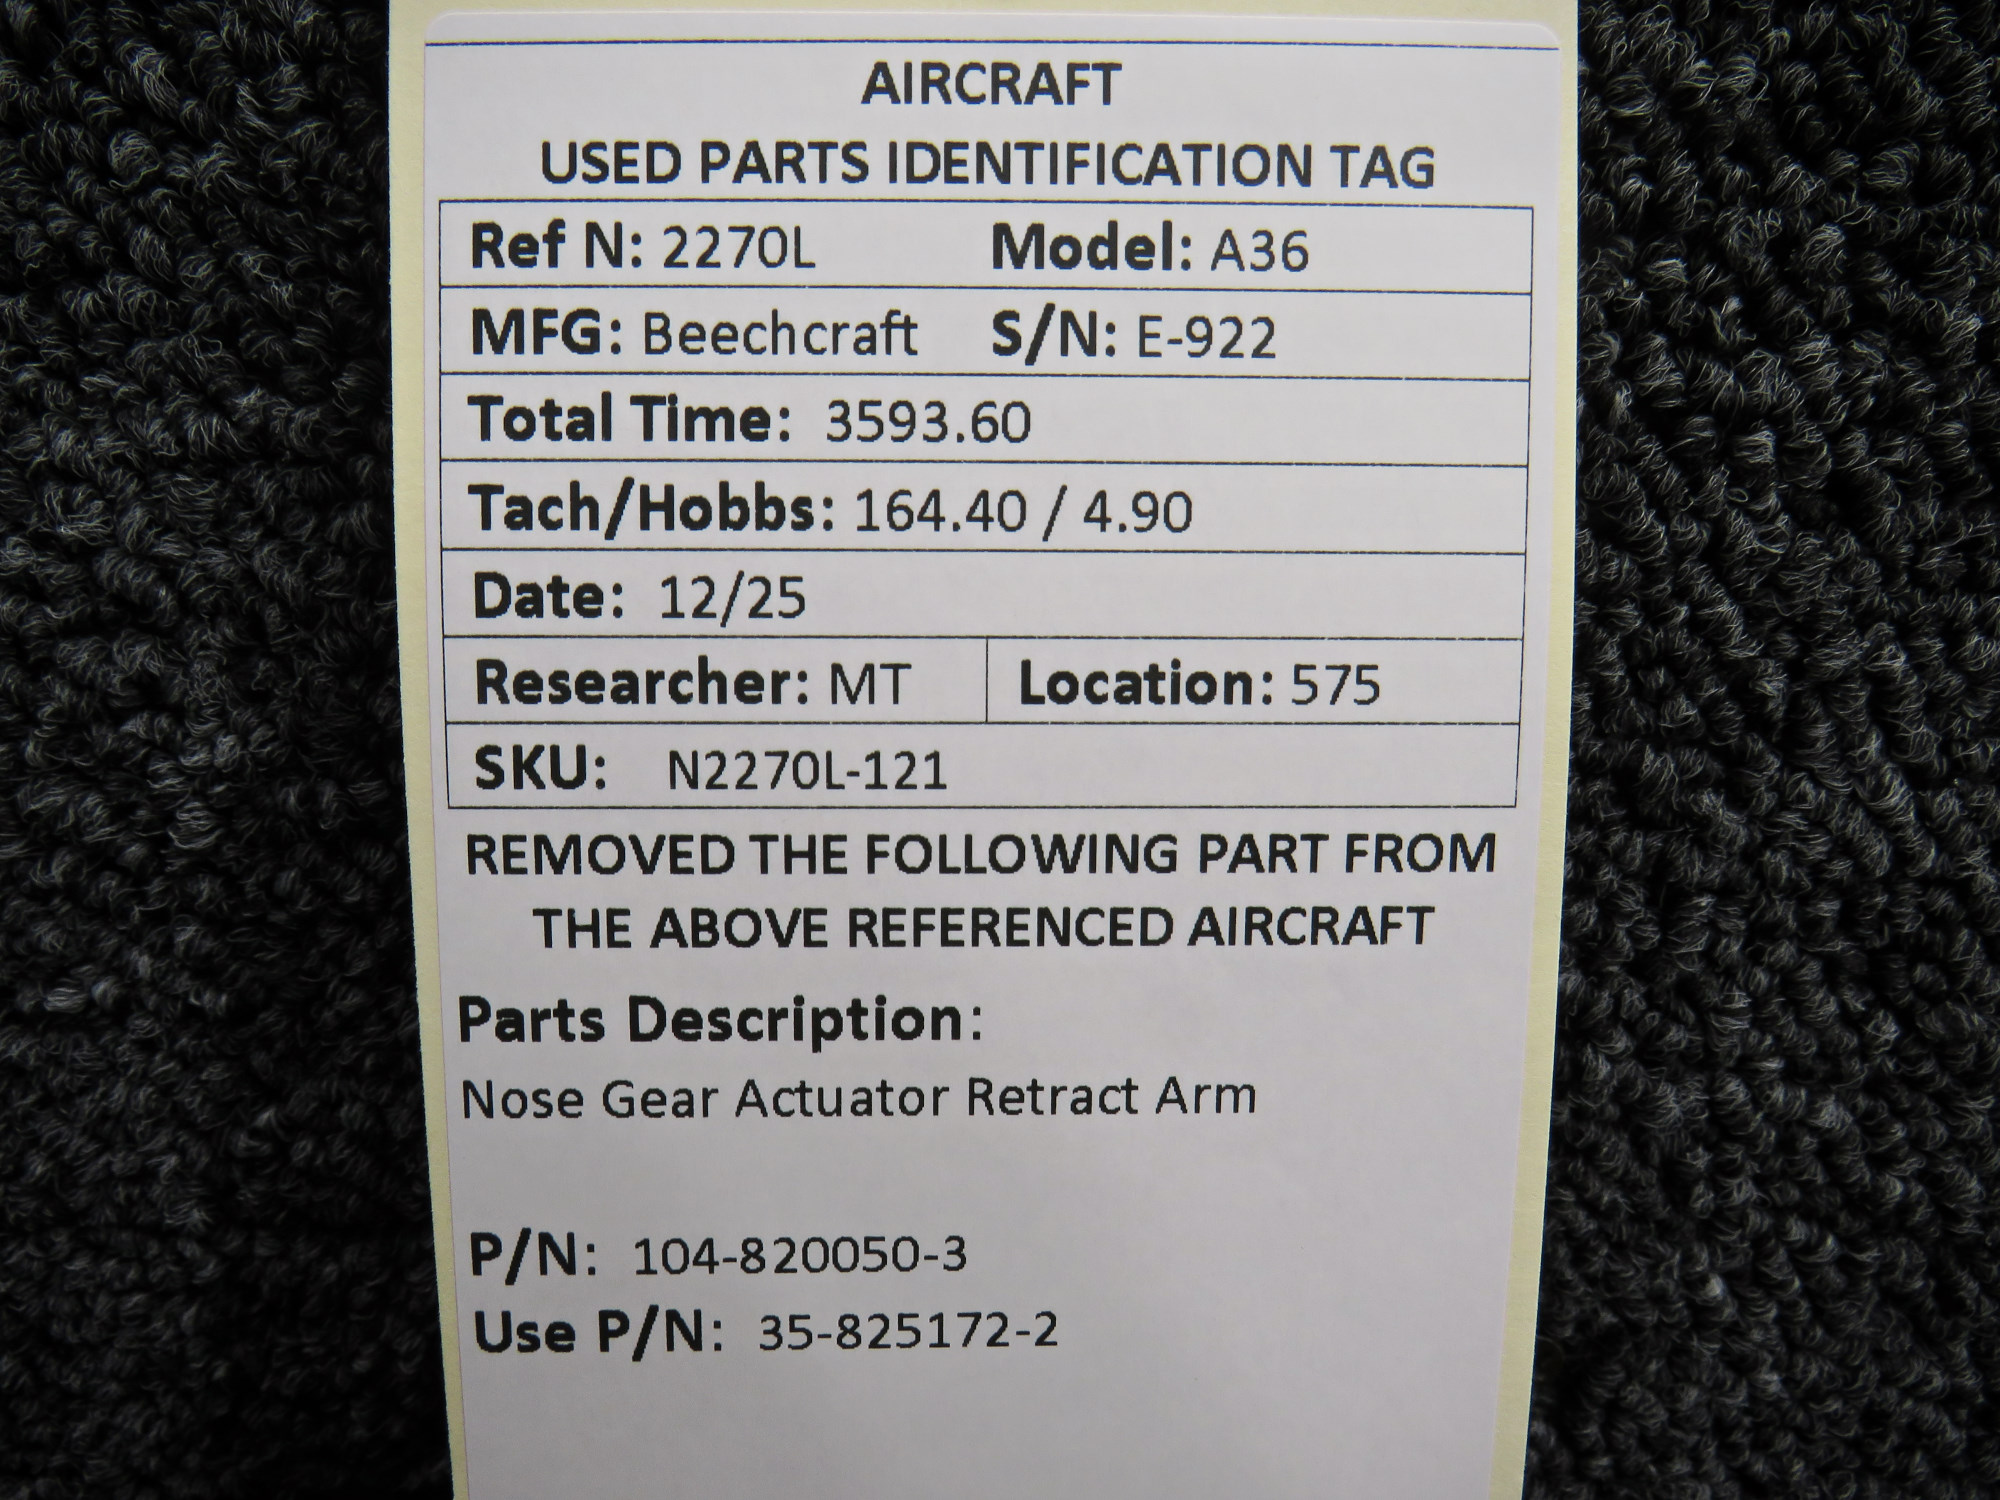 AIRCRAFT
USED PARTS IDENTIFICATION TAG
Ref N: 2270L Model: A36
MFG: Beechcraft S/N: E-922
Total Time: 3593.60
Tach/Hobbs: 164.40 / 4.90
Date: 12/25
Researcher: MT Location: 575
SKU: N2270L-121
REMOVED THE FOLLOWING PART FROM
THE ABOVE REFERENCED AIRCRAFT
Parts Description:
Nose Gear Actuator Retract Arm
P/N: 104-820050-3
Use P/N: 35-825172-2